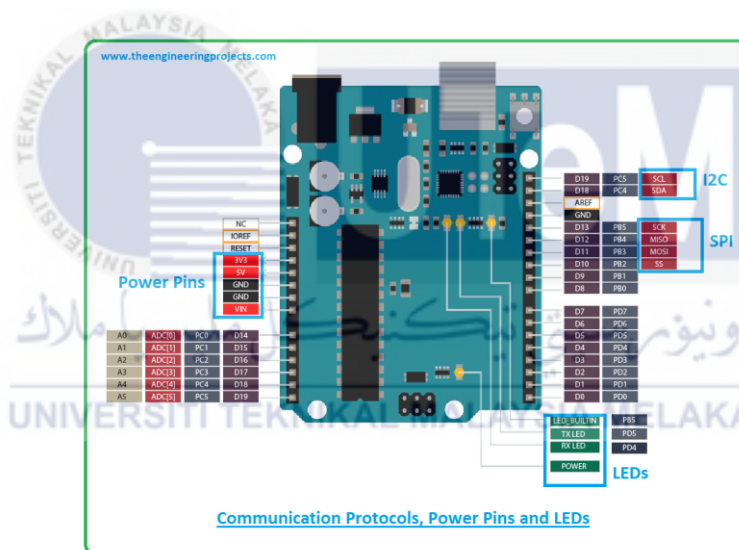 www.theengineeringprojects.com
D19 PC5 SCL
I2C
D18 PC4 SDA
AREF
GND
D13 PB5 SCK
D12 PB4 MISO
SPI
D11 PB3 MOSI
D10 PB2 SS
D9 PB1
D8 PB0
NC
IOREF
RESET
3V3
Power Pins
5V
GND
GND
VIN
D7 PD7
D6 PD6
D5 PD5
D4 PD4
D3 PD3
D2 PD2
D1 PD1
D0 PD0
A0 ADC[0] PC0 D14
A1 ADC[1] PC1 D15
A2 ADC[2] PC2 D16
A3 ADC[3] PC3 D17
A4 ADC[4] PC4 D18
A5 ADC[5] PC5 D19
UNIVERSITI TEKNIKAL MALAYSIA MELAKA
LED_BUILTIN PB5
TX LED PD5
RX LED PD4
POWER
LEDs
Communication Protocols, Power Pins and LEDs